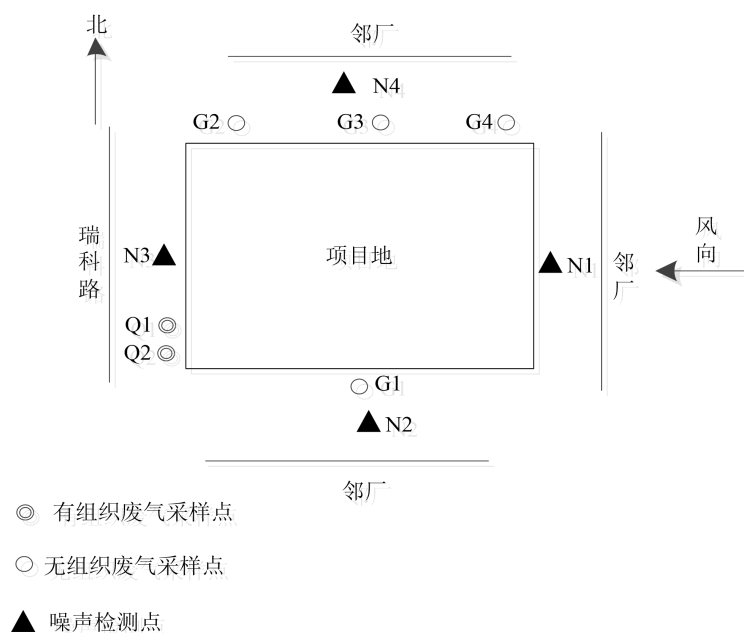 北
邻厂
N4
G2
G3
G4
瑞科路
N3
项目地
N1
邻厂
风向
Q1
Q2
G1
N2
邻厂
有组织废气采样点
无组织废气采样点
噪声检测点